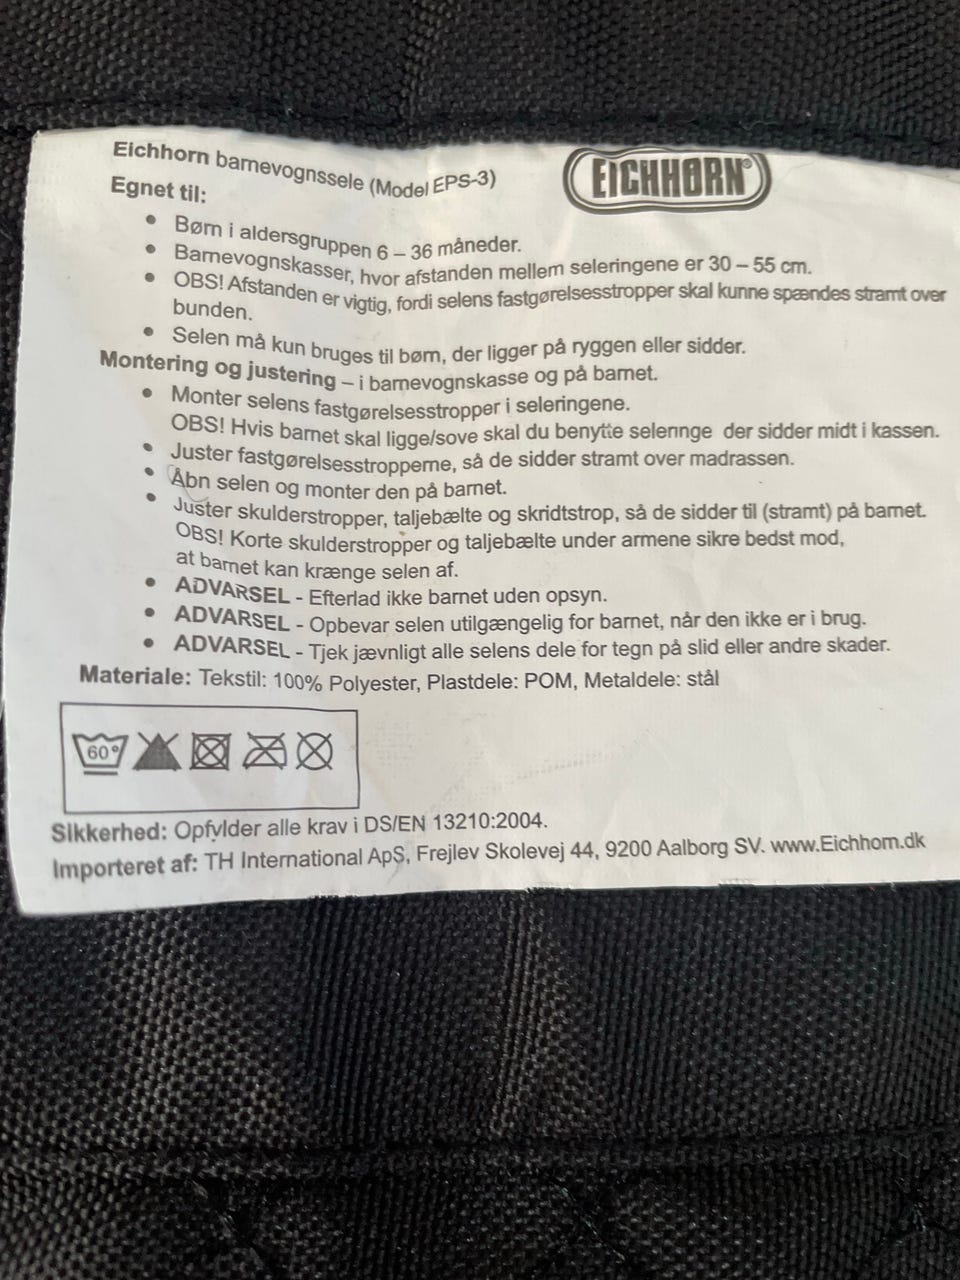 Eichhorn barnevognssele (Model EPS-3)
EICHHØRN®
Egnet til:
• Børn i aldersgruppen 6 – 36 måneder.
• Barnevognskasser, hvor afstanden mellem seleringene er 30 – 55 cm.
• OBS! Afstanden er vigtig, fordi selens fastgørelsesstropper skal kunne spændes stramt over
bunden.
• Selen må kun bruges til børn, der ligger på ryggen eller sidder.
Montering og justering – i barnevognskasse og på barnet.
• Monter selens fastgørelsesstropper i seleringene.
OBS! Hvis barnet skal ligge/sove skal du benytte seleringe der sidder midt i kassen.
• Juster fastgørelsesstropperne, så de sidder stramt over madrassen.
• Åbn selen og monter den på barnet.
• Juster skulderstropper, taljebælte og skridtstrop, så de sidder til (stramt) på barnet.
OBS! Korte skulderstropper og taljebælte under armene sikre bedst mod,
at barnet kan krænge selen af.
• ADVARSEL - Efterlad ikke barnet uden opsyn.
• ADVARSEL - Opbevar selen utilgængelig for barnet, når den ikke er i brug.
• ADVARSEL - Tjek jævnligt alle selens dele for tegn på slid eller andre skader.
Materiale: Tekstil: 100% Polyester, Plastdele: POM, Metaldele: stål
60°
Sikkerhed: Opfylder alle krav i DS/EN 13210:2004.
Importeret af: TH International ApS, Frejlev Skolevej 44, 9200 Aalborg SV. www.Eichhorn.dk